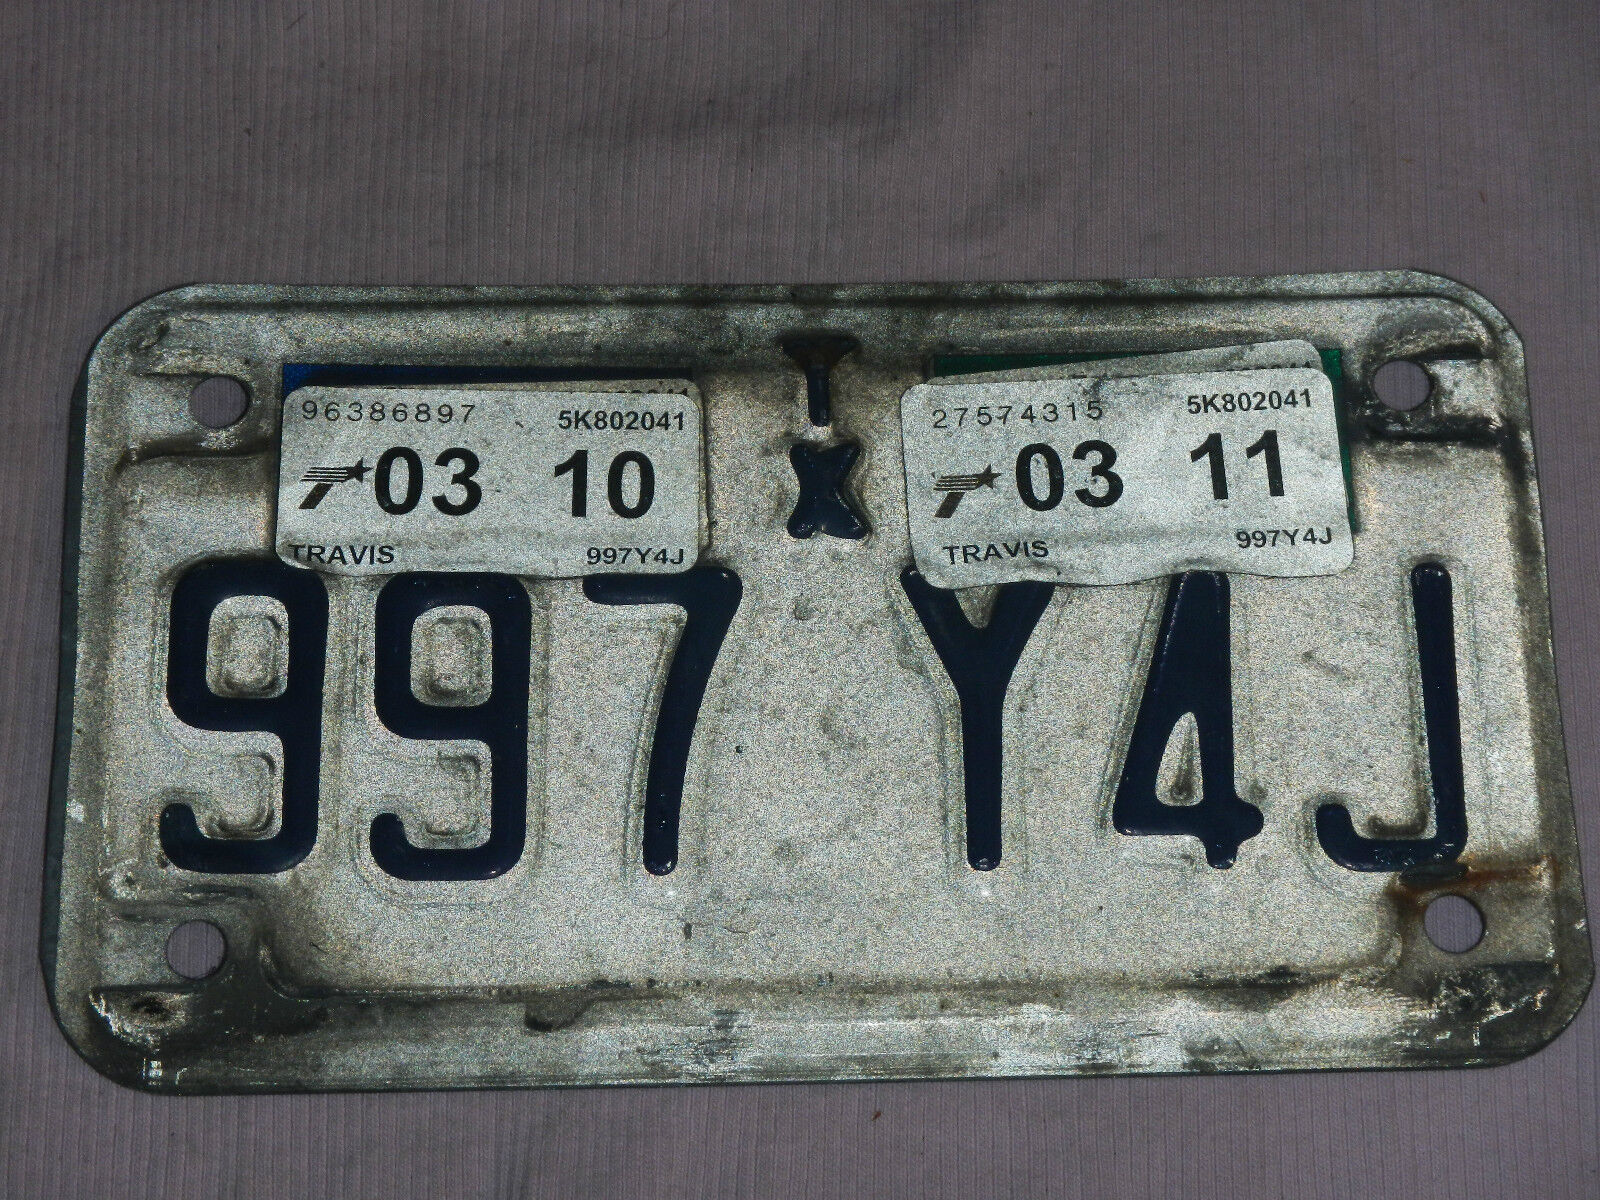 96386897 5K802041
03 10
TRAVIS 997Y4J
TX
27574315 5K802041
03 11
TRAVIS 997Y4J
997 Y4J